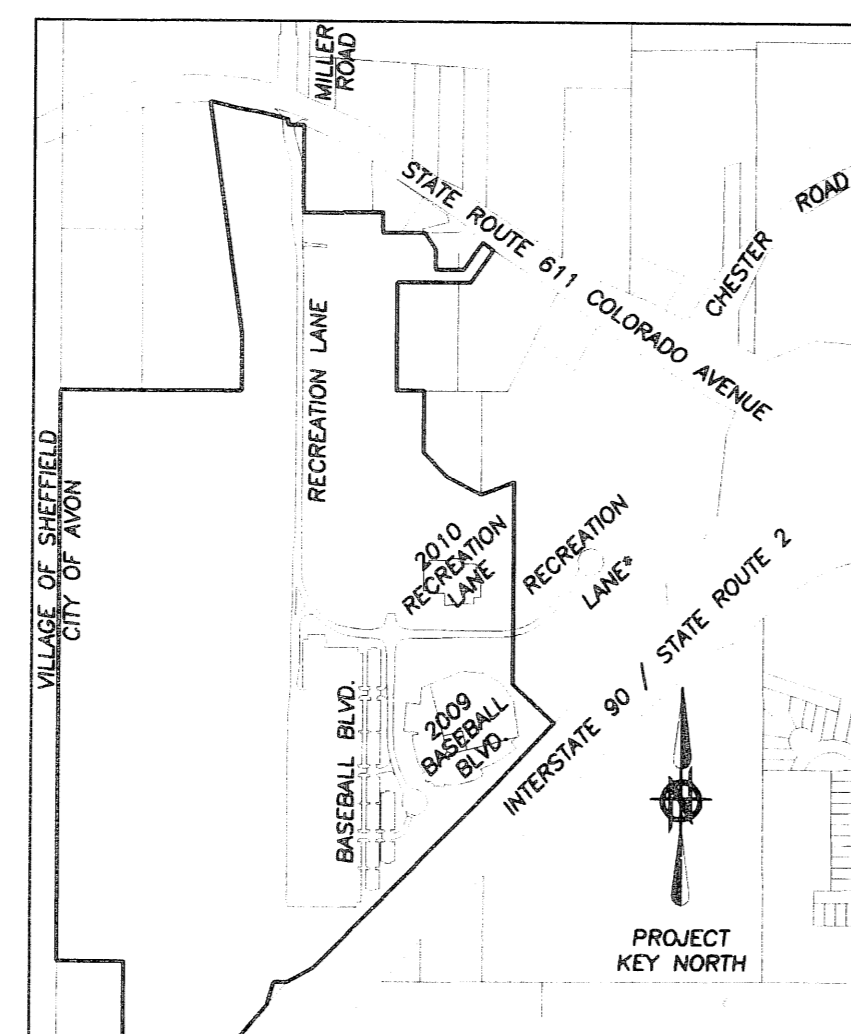 MILLER
ROAD
STATE ROUTE 611 COLORADO AVENUE
CHESTER ROAD
RECREATION LANE
VILLAGE OF SHEFFIELD
CITY OF AVON
2010
RECREATION
LANE
RECREATION
LANE*
INTERSTATE 90 / STATE ROUTE 2
BASEBALL BLVD.
2009
BASEBALL
BLVD.
N
PROJECT
KEY NORTH